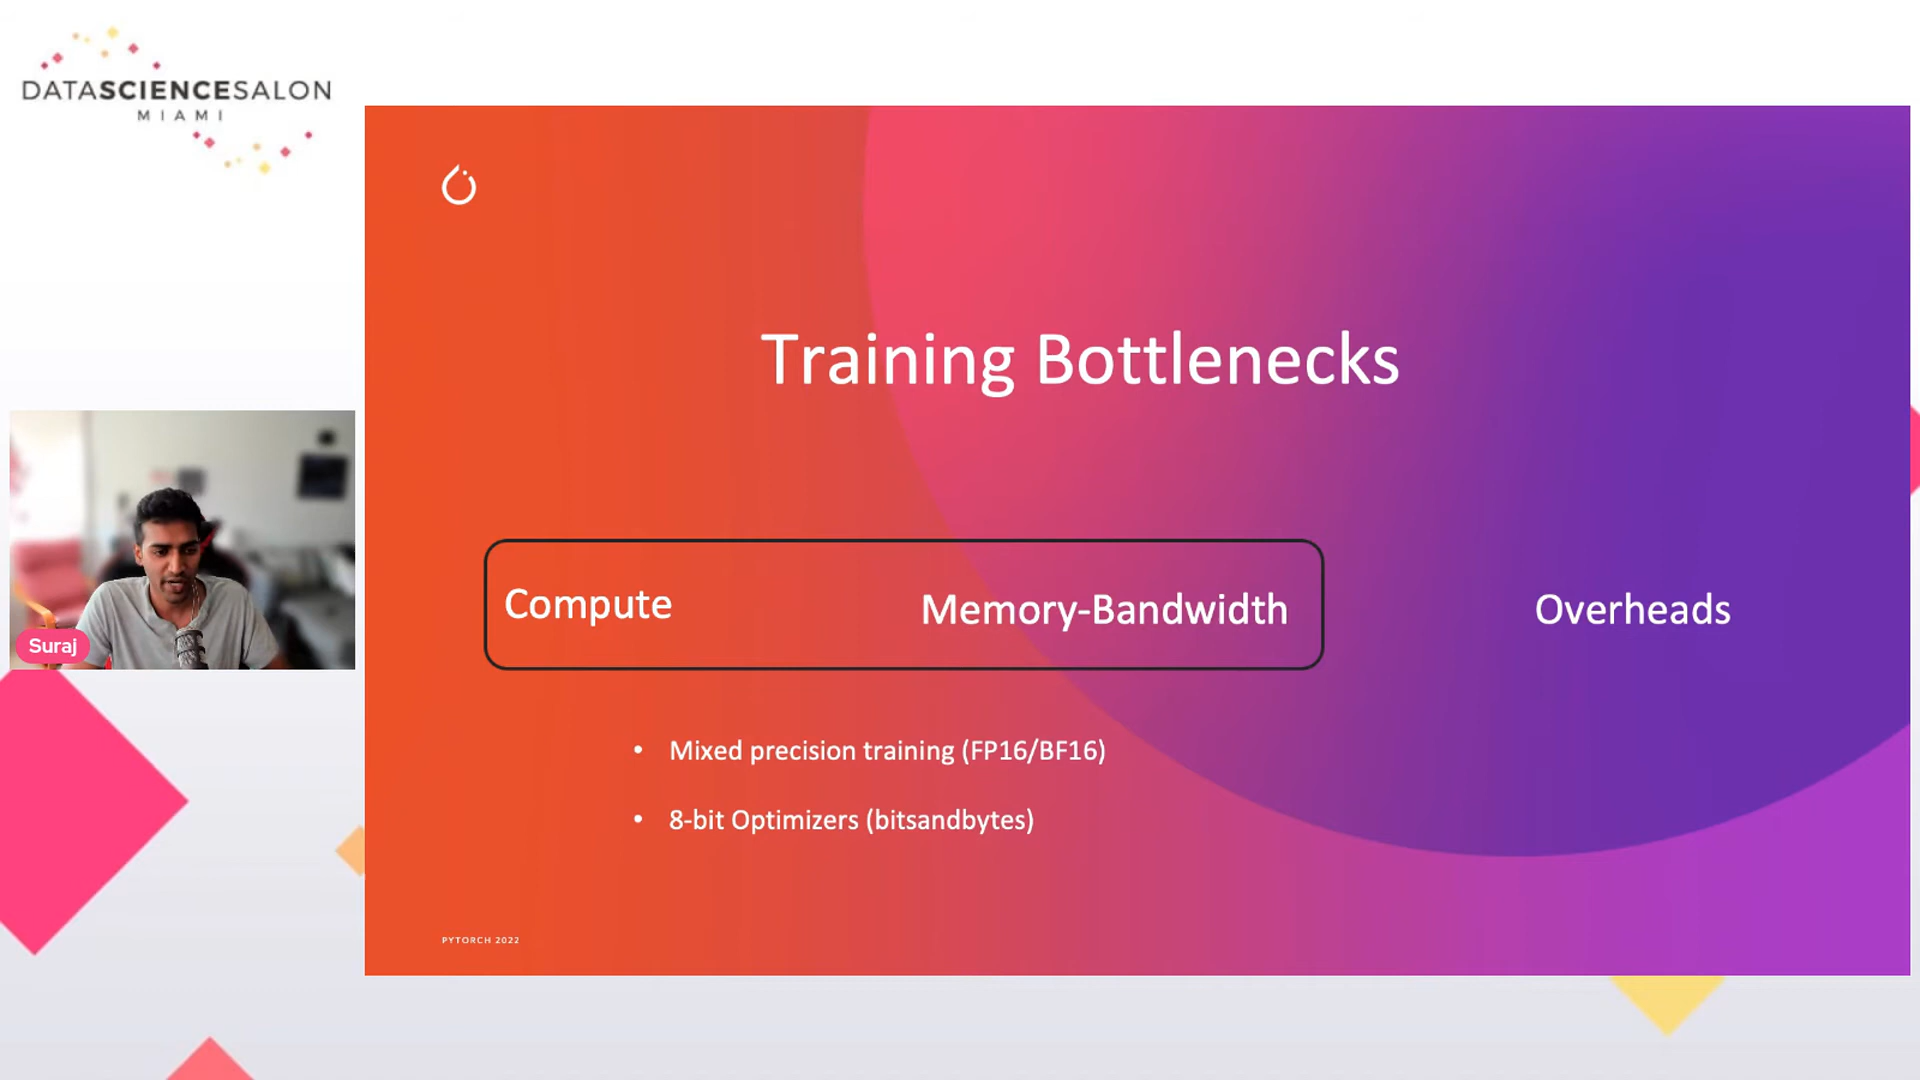 DATASCIENCESALON
MIAMI
Training Bottlenecks
Compute
Memory-Bandwidth
Overheads
Suraj
• Mixed precision training (FP16/BF16)
• 8-bit Optimizers (bitsandbytes)
PYTORCH 2022